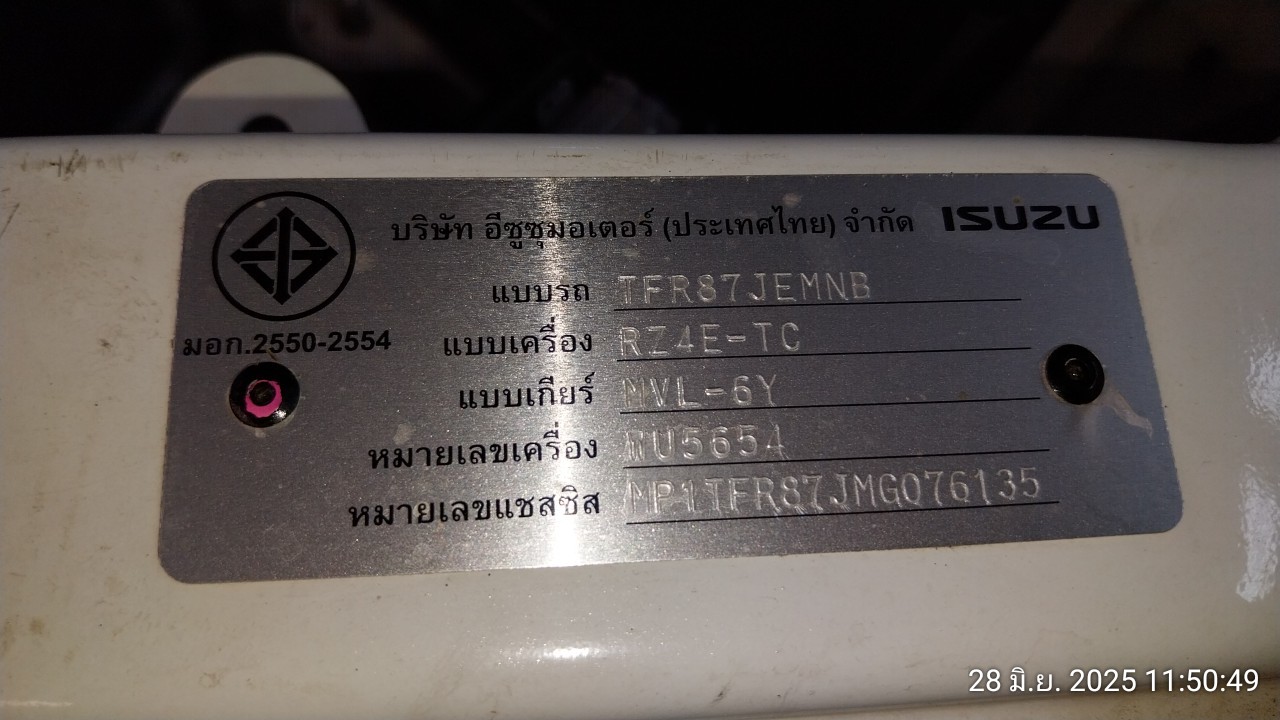 บริษัท อีซูซุมอเตอร์ (ประเทศไทย) จำกัด ISUZU
แบบรถ TFR87JEMNB
มอก.2550-2554
แบบเครื่อง RZ4E-TC
แบบเกียร์ MVL-6Y
หมายเลขเครื่อง WU5654
หมายเลขแชสซิส MP1TFR87JMG076135
28 มิ.ย. 2025 11:50:49